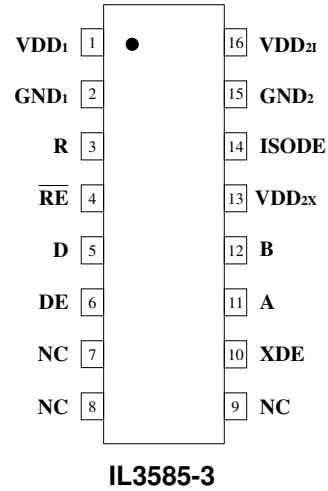 VDD₁ 1 16 VDD₂I
GND₁ 2 15 GND₂
R 3 14 ISODE
R̅E̅ 4 13 VDD₂X
D 5 12 B
DE 6 11 A
NC 7 10 XDE
NC 8 9 NC
IL3585-3